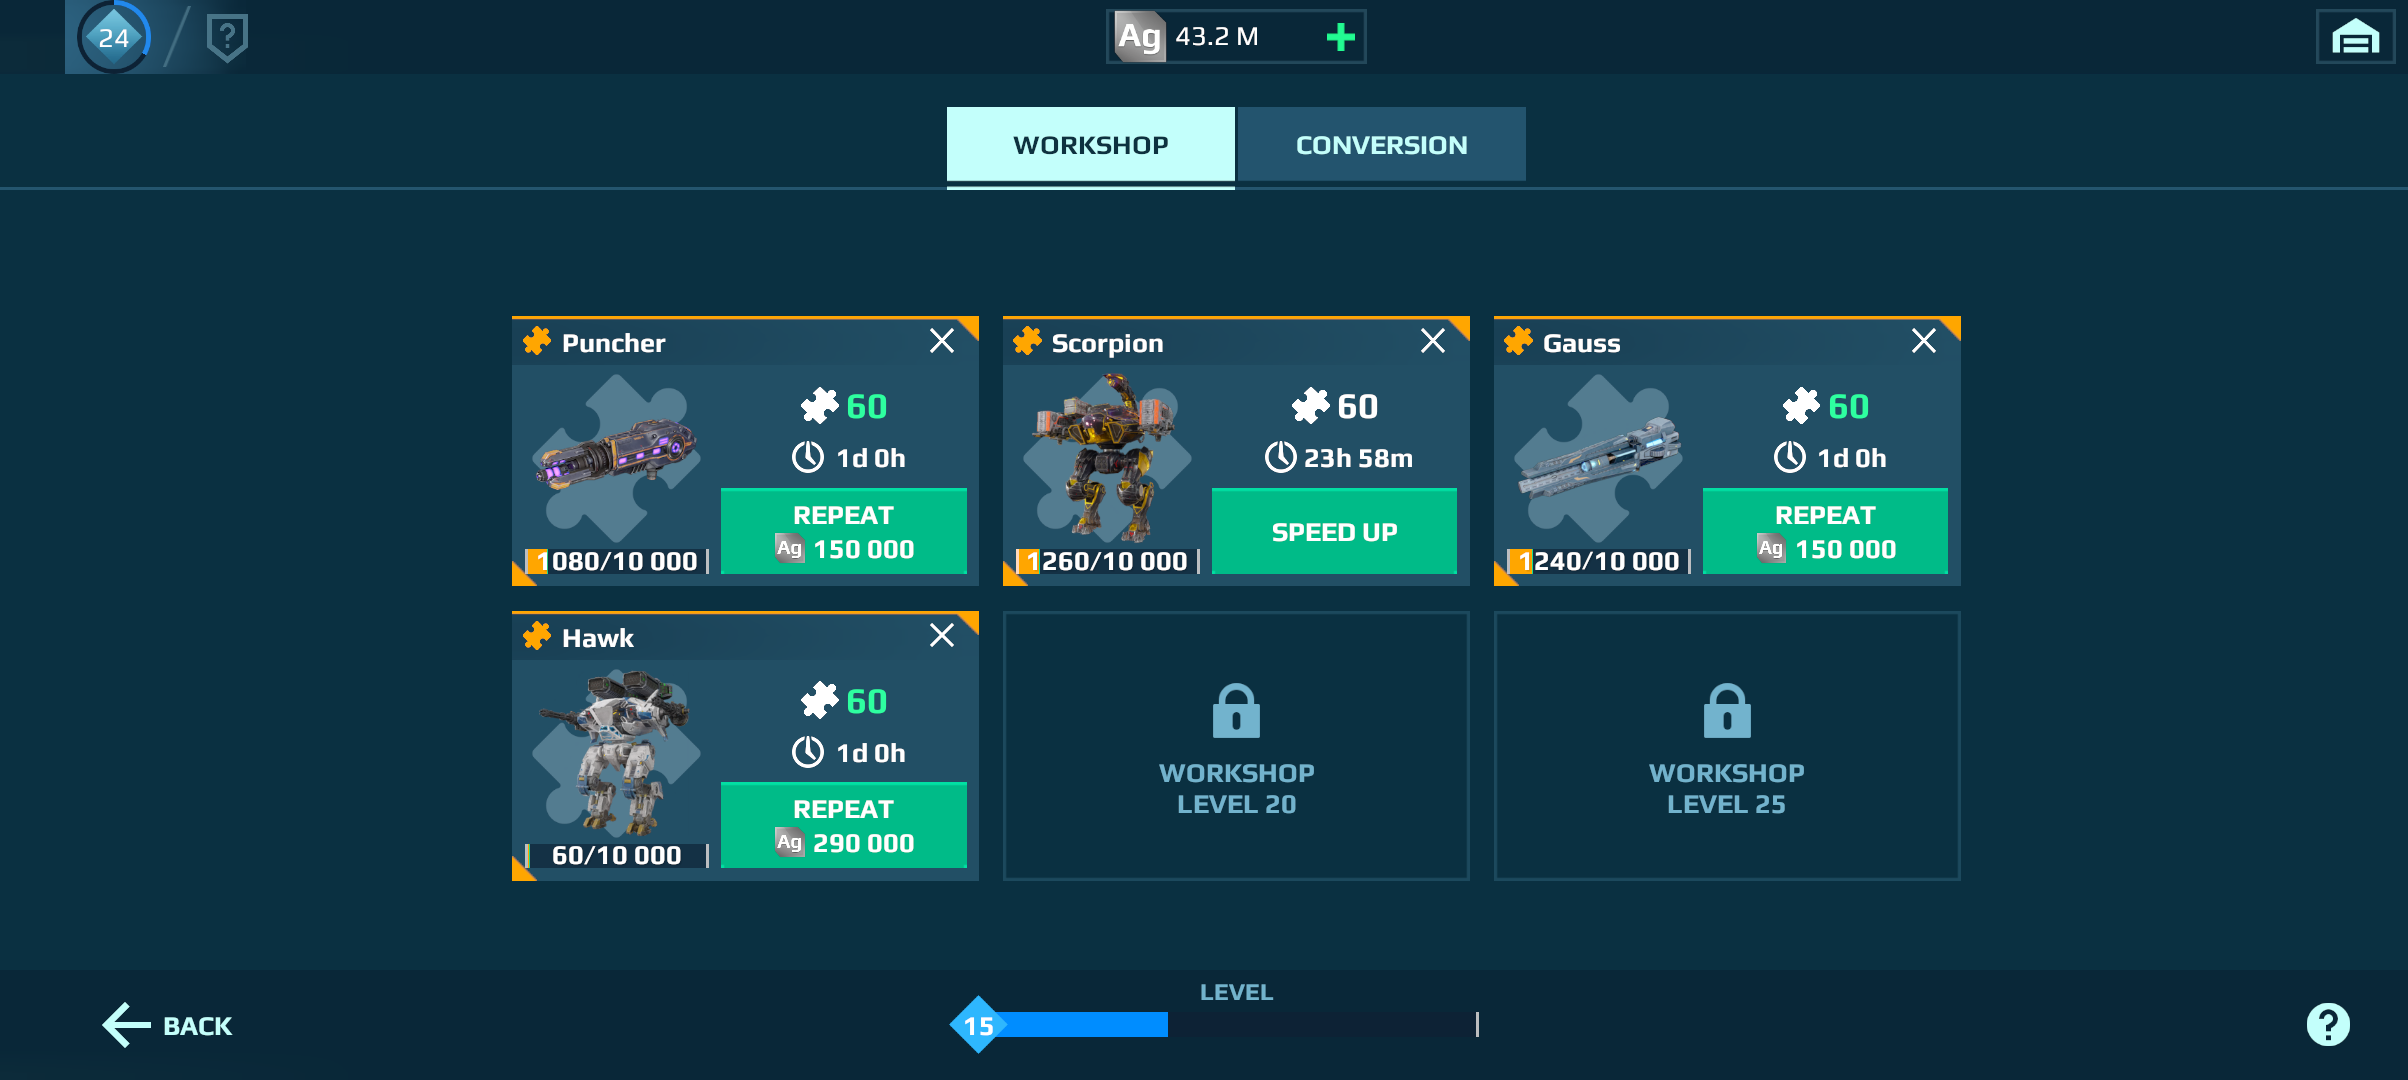 24
?
Ag 43.2 M
WORKSHOP
CONVERSION
Puncher
60
1d 0h
REPEAT
Ag 150 000
1080/10 000
Scorpion
60
23h 58m
SPEED UP
1260/10 000
Gauss
60
1d 0h
REPEAT
Ag 150 000
1240/10 000
Hawk
60
1d 0h
REPEAT
Ag 290 000
60/10 000
WORKSHOP
LEVEL 20
WORKSHOP
LEVEL 25
BACK
LEVEL
15
?